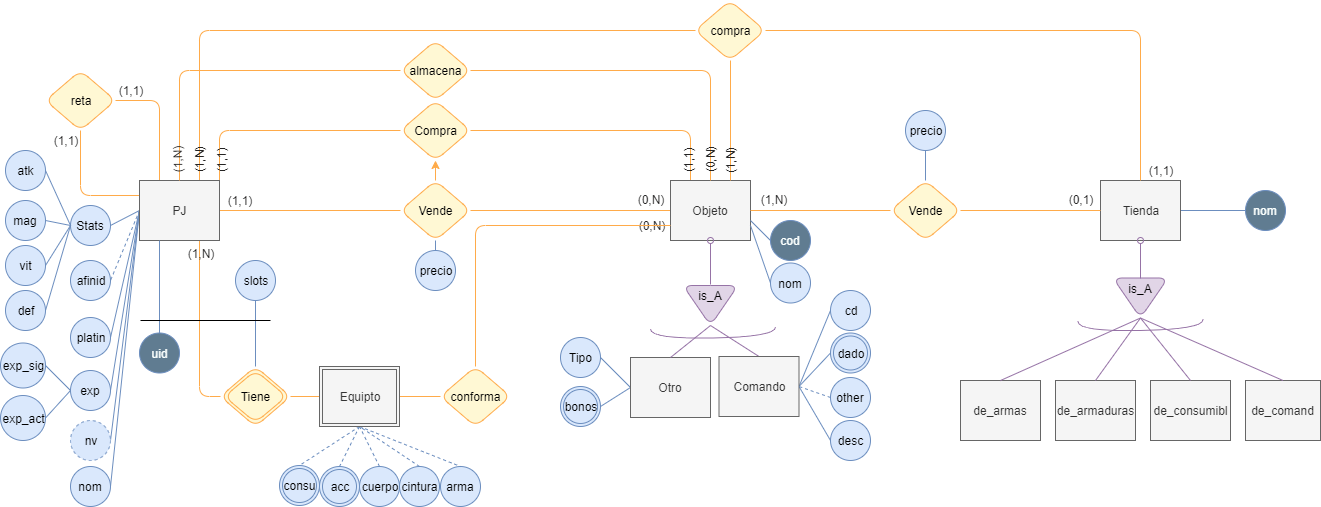 compra
almacena
reta
(1,1)
precio
Compra
(1,1)
(1,N)
(1,N)
(1,1)
(1,1)
(0,N)
(1,N)
atk
(1,1)
PJ
(1,1)
Vende
(0,N)
Objeto
(1,N)
Vende
(0,1)
Tienda
nom
mag
Stats
(0,N)
cod
vit
afinid
(1,N)
slots
precio
nom
is_A
is_A
def
platin
uid
cd
exp_sig
Tipo
dado
exp
Tiene
Equipto
conforma
Otro
Comando
other
exp_act
bonos
de_armas
de_armaduras
de_consumibl
de_comand
nv
desc
nom
consu
acc
cuerpo
cintura
arma